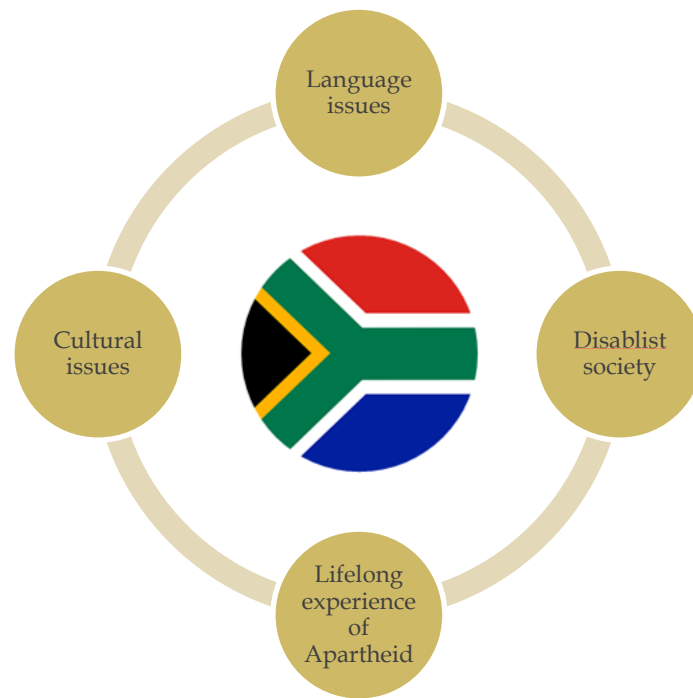 Language
issues
Cultural
issues
Disablist
society
Lifelong
experience
of
Apartheid